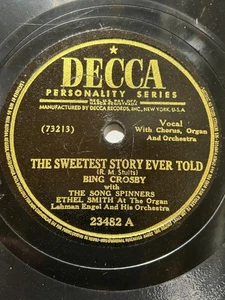 DECCA
PERSONALITY SERIES
MANUFACTURED BY DECCA RECORDS, INC., NEW YORK, U.S.A.
Vocal
(73213)
With Chorus, Organ
And Orchestra
THE SWEETEST STORY EVER TOLD
(R. M. Stults)
BING CROSBY
with
THE SONG SPINNERS
ETHEL SMITH At The Organ
Lehman Engel And His Orchestra
23482 A